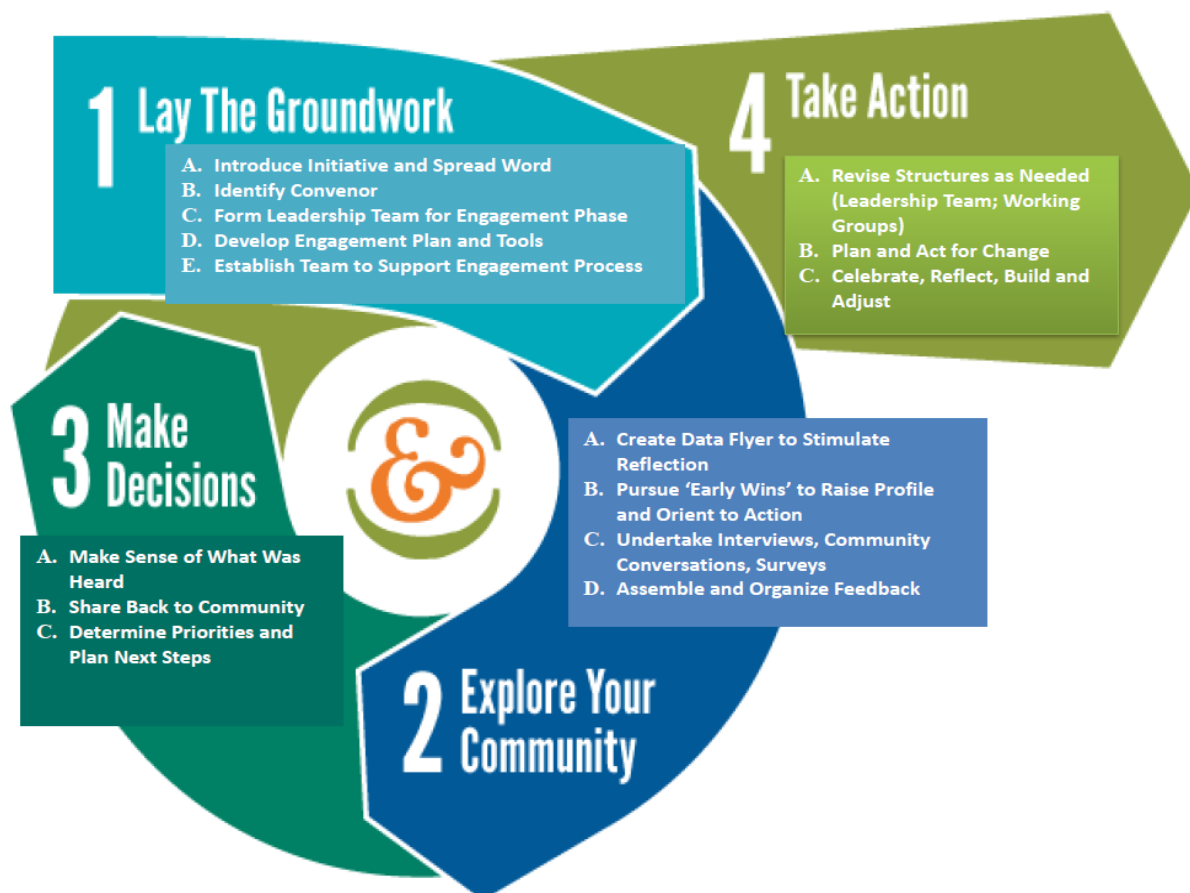 1 Lay The Groundwork
A. Introduce Initiative and Spread Word
B. Identify Convenor
C. Form Leadership Team for Engagement Phase
D. Develop Engagement Plan and Tools
E. Establish Team to Support Engagement Process
4 Take Action
A. Revise Structures as Needed
(Leadership Team; Working
Groups)
B. Plan and Act for Change
C. Celebrate, Reflect, Build and
Adjust
&
A. Create Data Flyer to Stimulate
Reflection
B. Pursue ‘Early Wins’ to Raise Profile
and Orient to Action
C. Undertake Interviews, Community
Conversations, Surveys
D. Assemble and Organize Feedback
2 Explore Your
Community
3 Make
Decisions
A. Make Sense of What Was
Heard
B. Share Back to Community
C. Determine Priorities and
Plan Next Steps